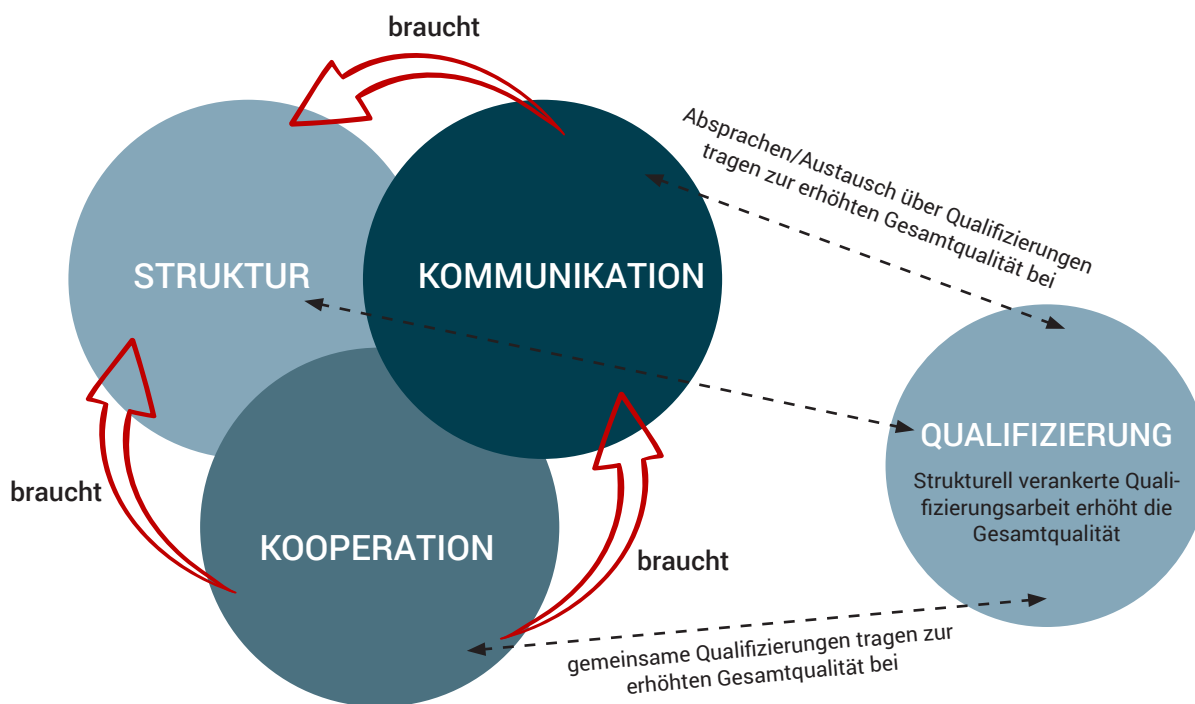 braucht
Absprachen/Austausch über Qualifizierungen
tragen zur erhöhten Gesamtqualität bei
STRUKTUR
KOMMUNIKATION
QUALIFIZIERUNG
Strukturell verankerte Quali-
fizierungsarbeit erhöht die
Gesamtqualität
braucht
KOOPERATION
braucht
gemeinsame Qualifizierungen tragen zur
erhöhten Gesamtqualität bei